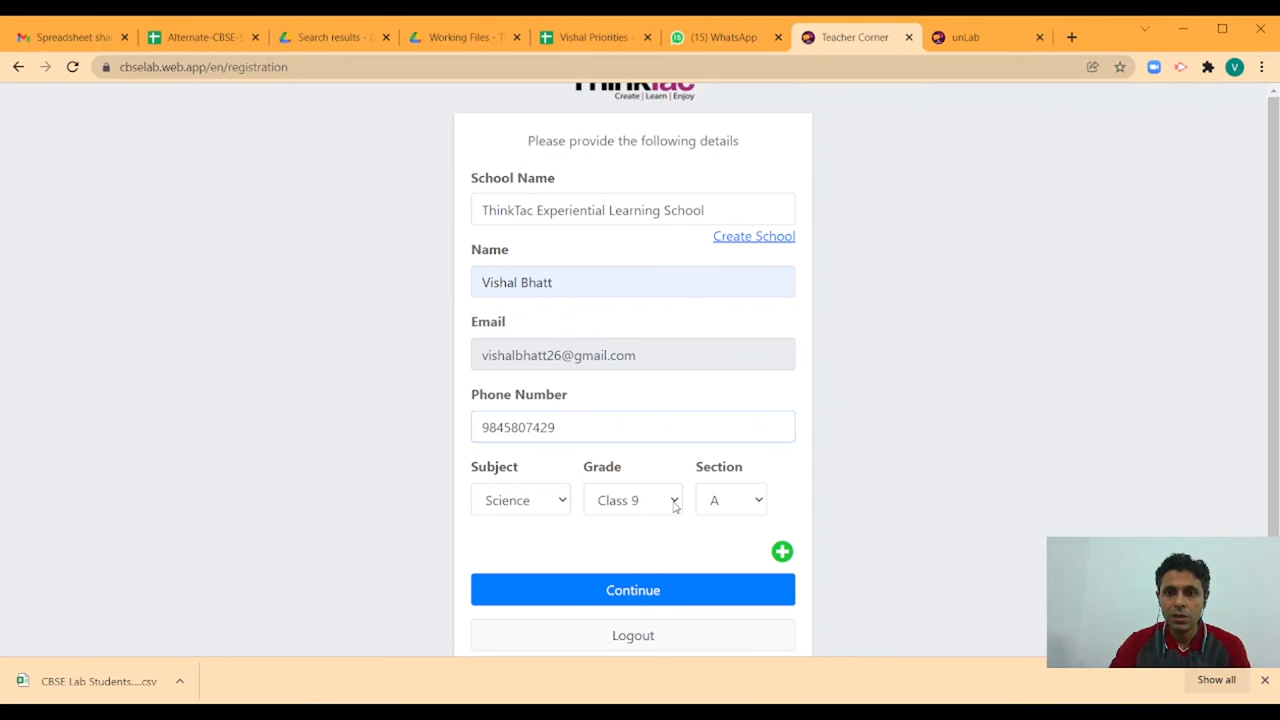 Spreadsheet sha
Alternate-CBSE-S
Search results - G
Working Files - T
Vishal Priorities -
(15) WhatsApp
Teacher Corner
unLab
cbselab.web.app/en/registration
V
ThinkTac
Create | Learn | Enjoy
Please provide the following details
School Name
ThinkTac Experiential Learning School
Create School
Name
Vishal Bhatt
Email
vishalbhatt26@gmail.com
Phone Number
9845807429
Subject Grade Section
Science Class 9 A
Continue
Logout
CBSE Lab Students....csv
Show all